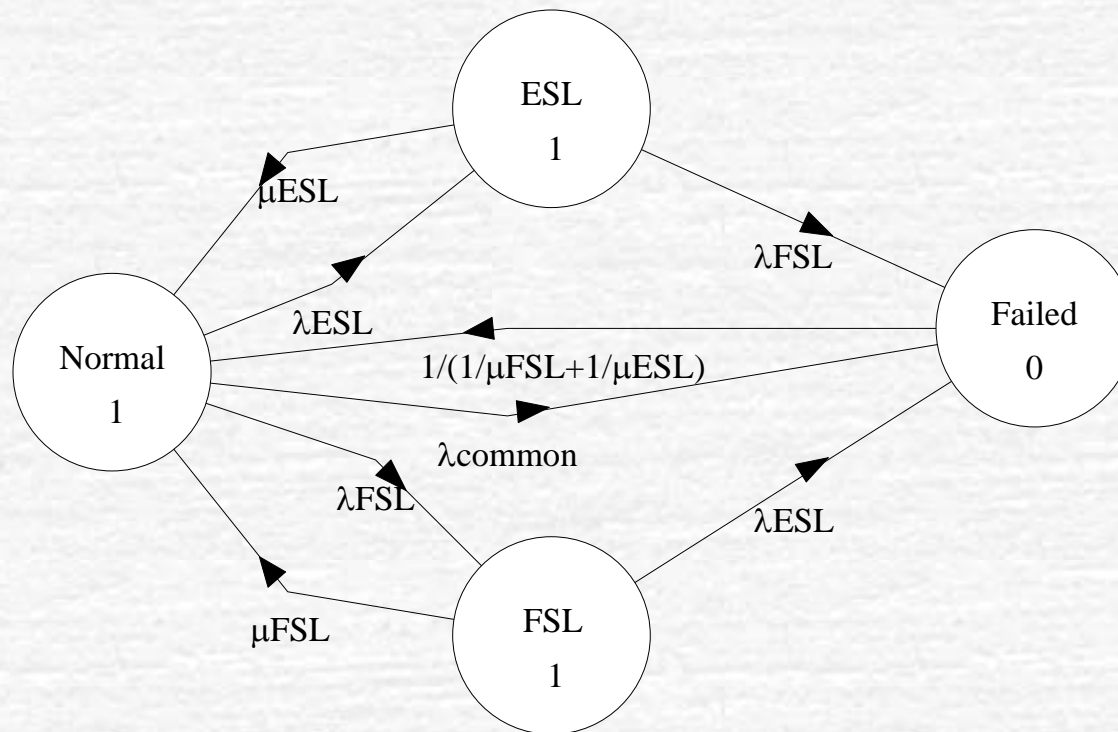 ESL
1
μESL
λFSL
λESL
Failed
0
Normal
1
1/(1/μFSL+1/μESL)
λcommon
λFSL
λESL
μFSL
FSL
1